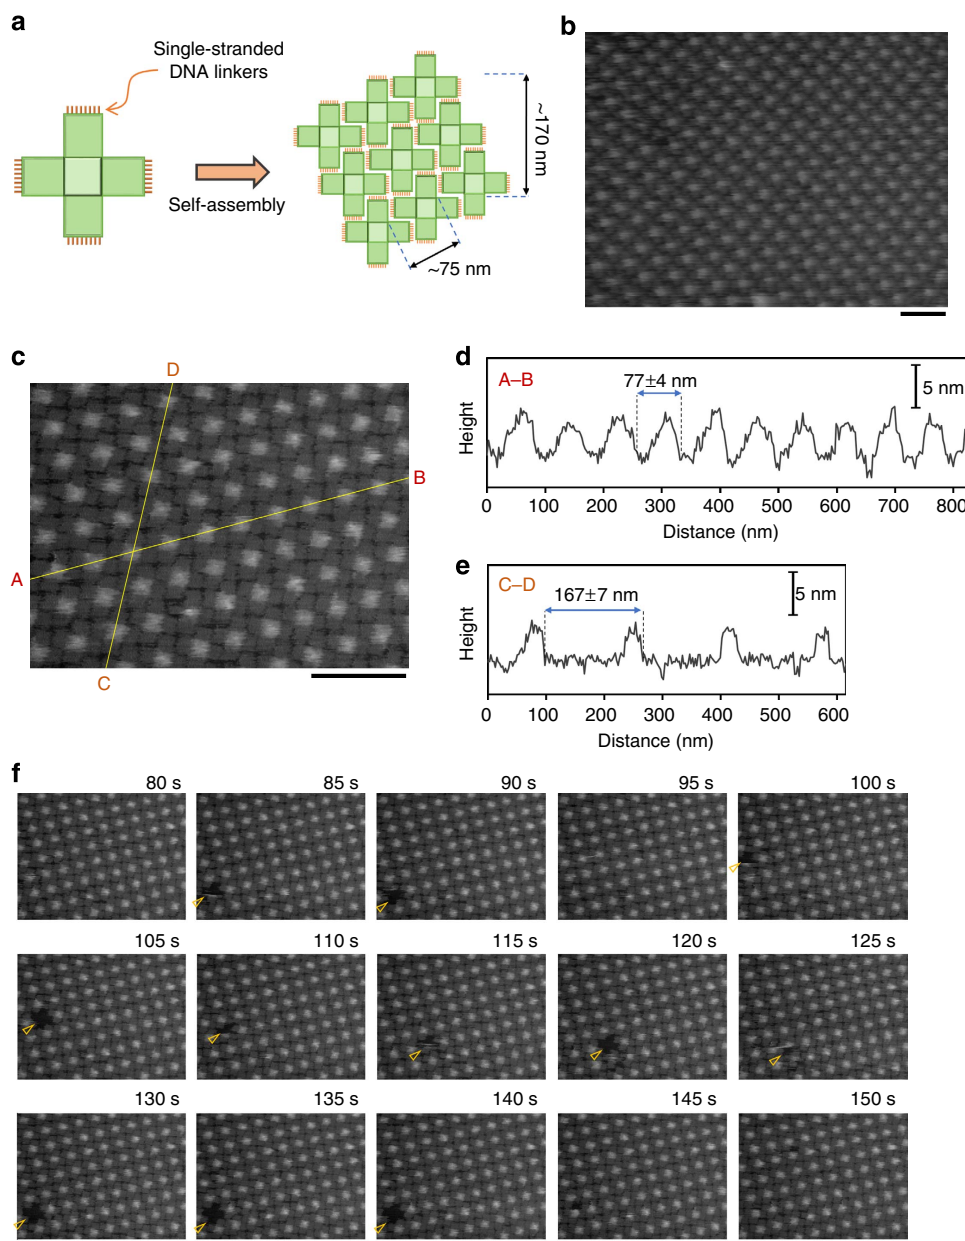 a
Single-stranded
DNA linkers
Self-assembly
~170 nm
~75 nm
b
c
D
B
A
C
d
A–B
77±4 nm
5 nm
Height
0 100 200 300 400 500 600 700 800
Distance (nm)
e
C–D
167±7 nm
5 nm
Height
0 100 200 300 400 500 600
Distance (nm)
f
80 s 85 s 90 s 95 s 100 s
105 s 110 s 115 s 120 s 125 s
130 s 135 s 140 s 145 s 150 s